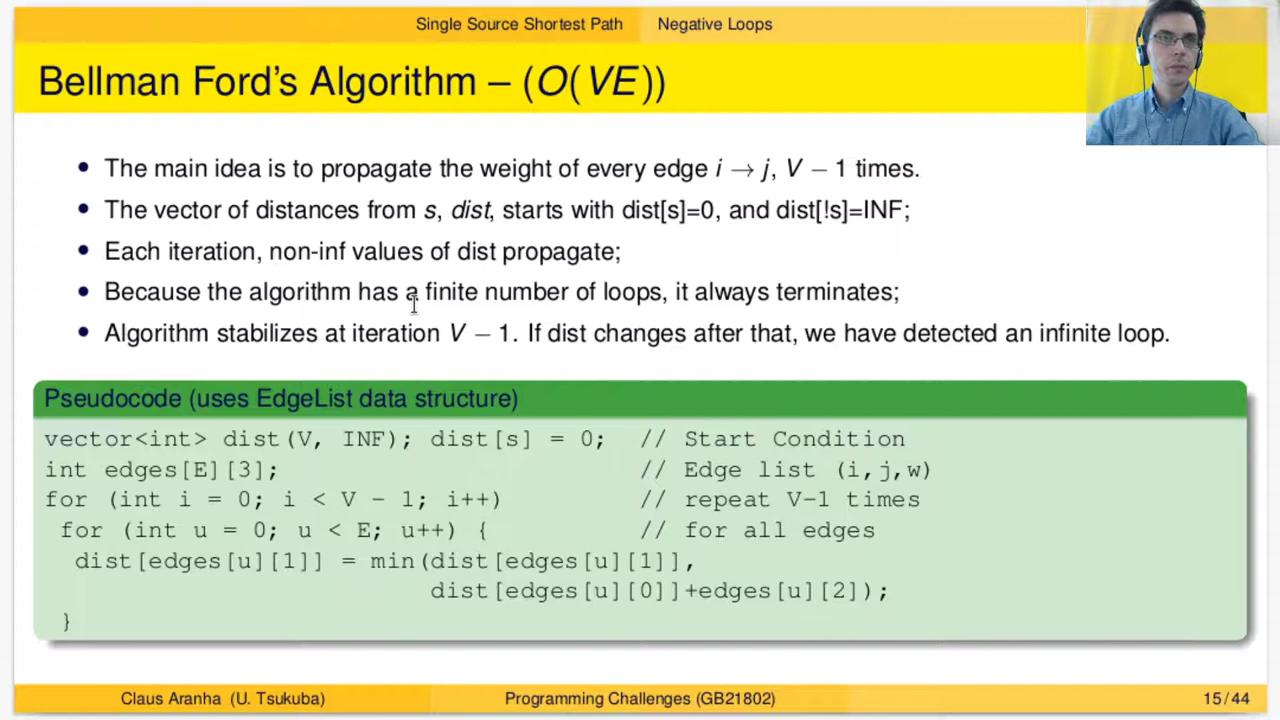 Single Source Shortest Path Negative Loops
Bellman Ford's Algorithm – (O(VE))
• The main idea is to propagate the weight of every edge i → j, V − 1 times.
• The vector of distances from s, dist, starts with dist[s]=0, and dist[!s]=INF;
• Each iteration, non-inf values of dist propagate;
• Because the algorithm has a finite number of loops, it always terminates;
• Algorithm stabilizes at iteration V − 1. If dist changes after that, we have detected an infinite loop.
Pseudocode (uses EdgeList data structure)
vector<int> dist(V, INF); dist[s] = 0; // Start Condition
int edges[E][3]; // Edge list (i,j,w)
for (int i = 0; i < V - 1; i++) // repeat V-1 times
for (int u = 0; u < E; u++) { // for all edges
dist[edges[u][1]] = min(dist[edges[u][1]],
dist[edges[u][0]]+edges[u][2]);
}
Claus Aranha (U. Tsukuba) Programming Challenges (GB21802) 15 / 44